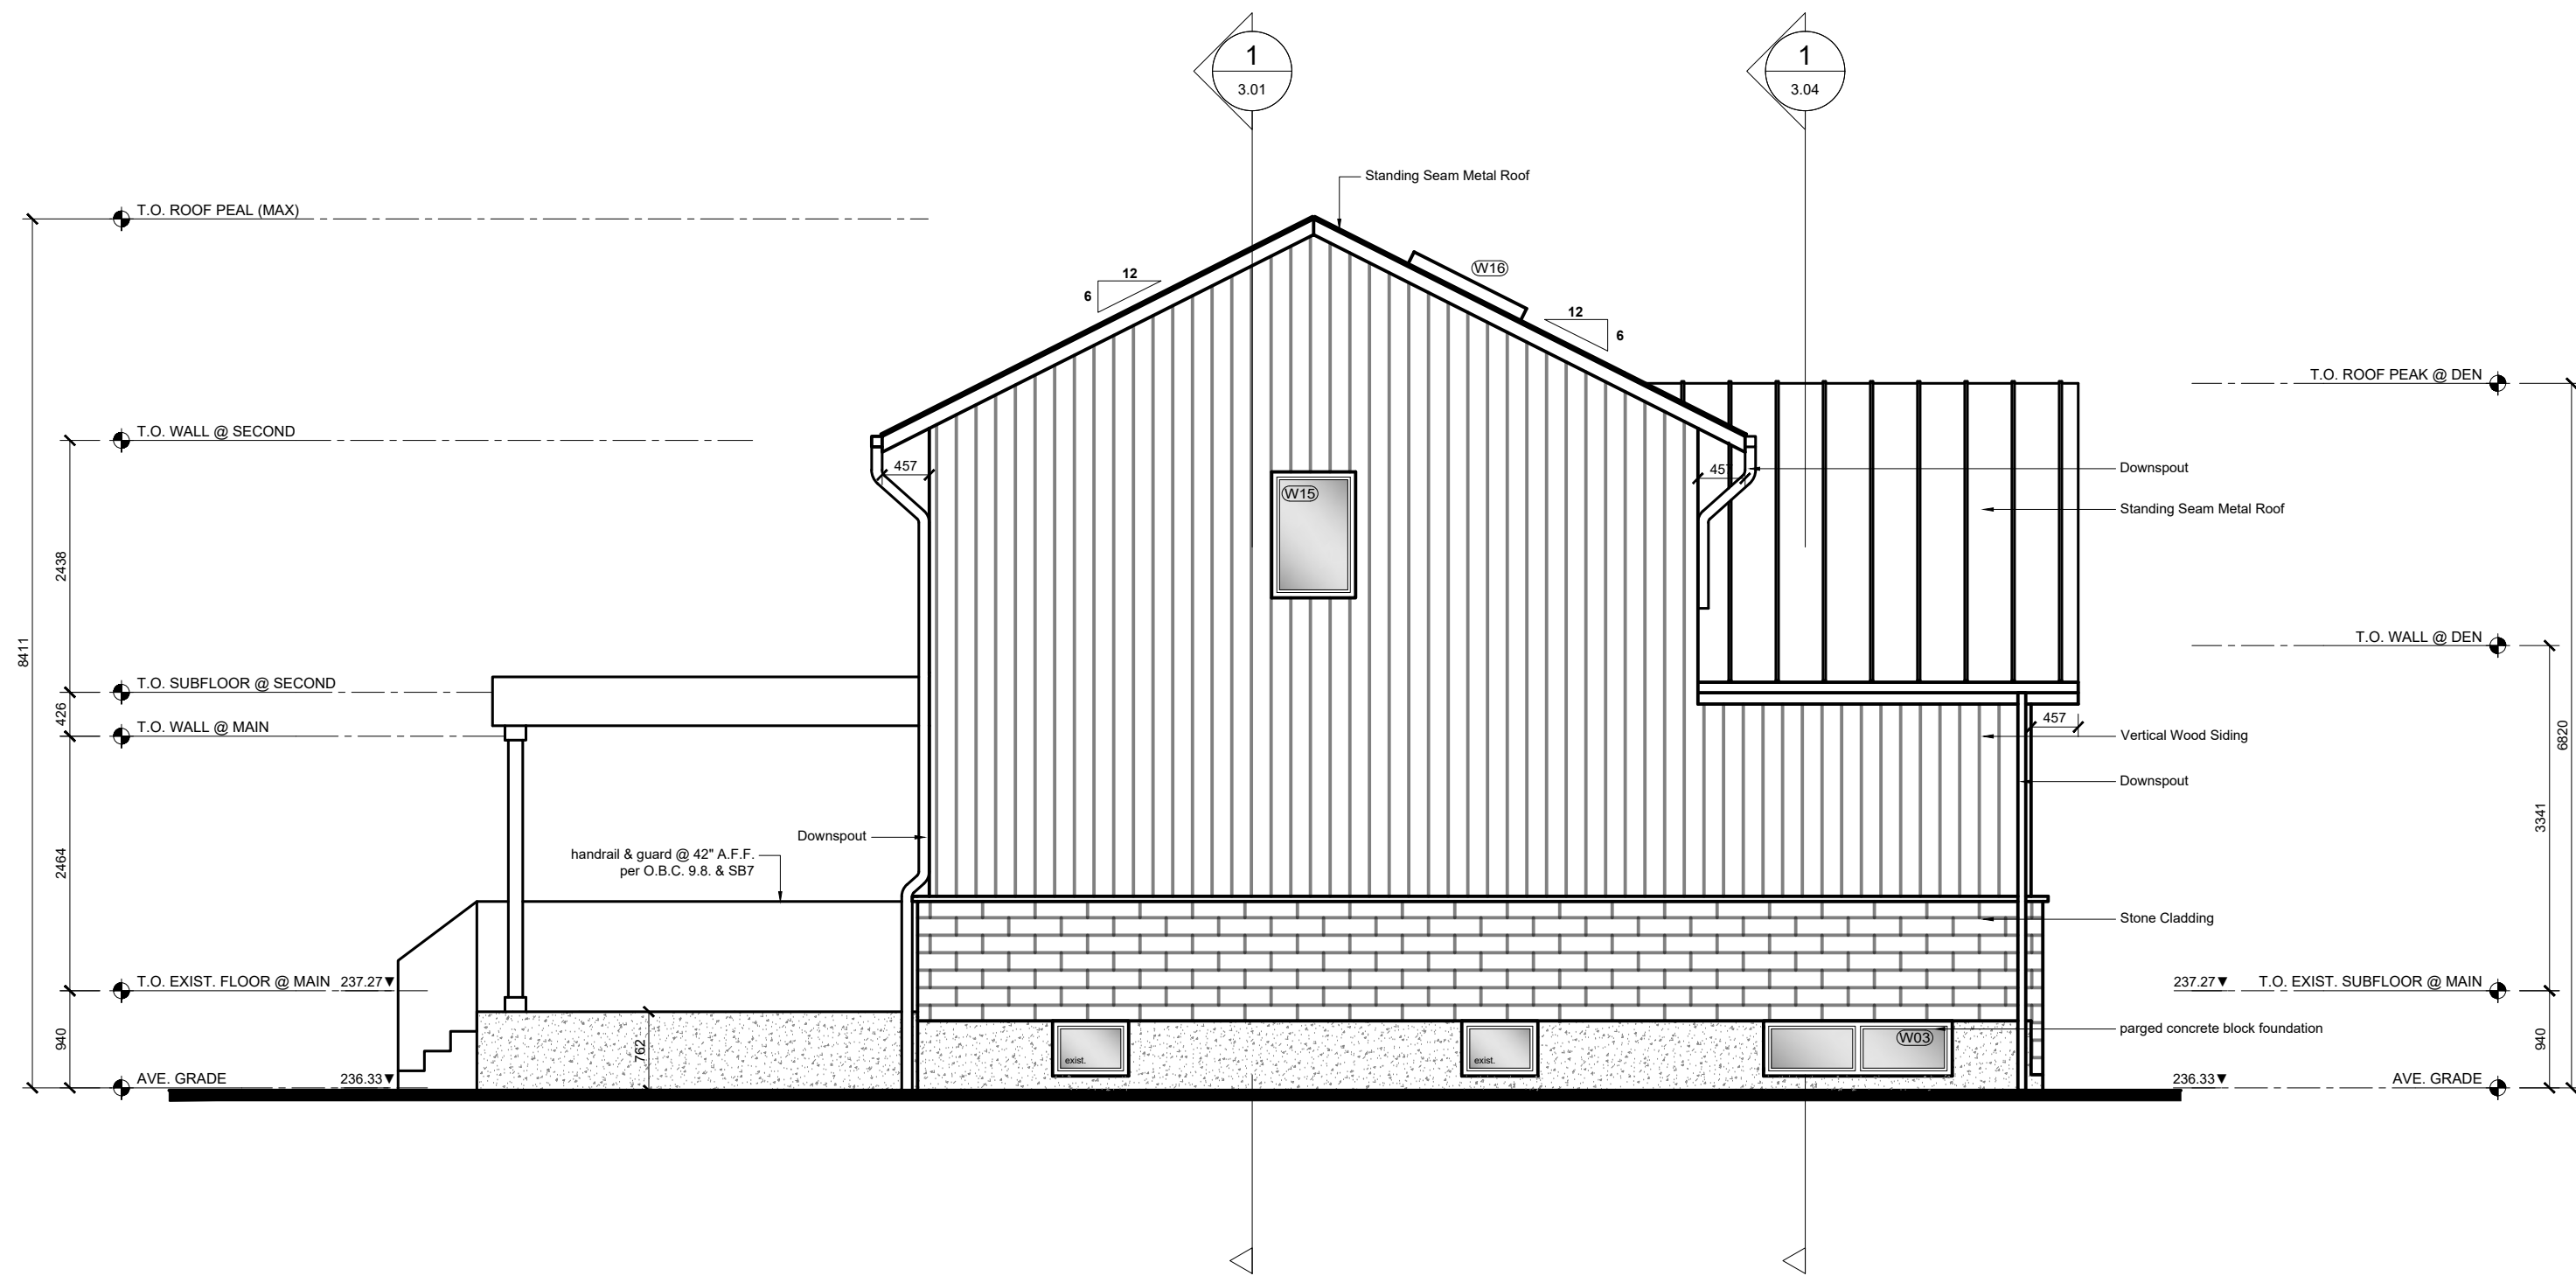 1
3.01
1
3.04
Standing Seam Metal Roof
T.O. ROOF PEAL (MAX)
W16
12
6
12
6
T.O. ROOF PEAK @ DEN
T.O. WALL @ SECOND
457
457
Downspout
W15
Standing Seam Metal Roof
2438
8411
T.O. WALL @ DEN
T.O. SUBFLOOR @ SECOND
426
T.O. WALL @ MAIN
457
Vertical Wood Siding
6820
Downspout
3341
Downspout
handrail & guard @ 42" A.F.F.
per O.B.C. 9.8. & SB7
2464
Stone Cladding
T.O. EXIST. FLOOR @ MAIN 237.27▼
237.27▼ T.O. EXIST. SUBFLOOR @ MAIN
parged concrete block foundation
W03
940
762
exist.
exist.
940
AVE. GRADE 236.33▼
236.33▼ AVE. GRADE